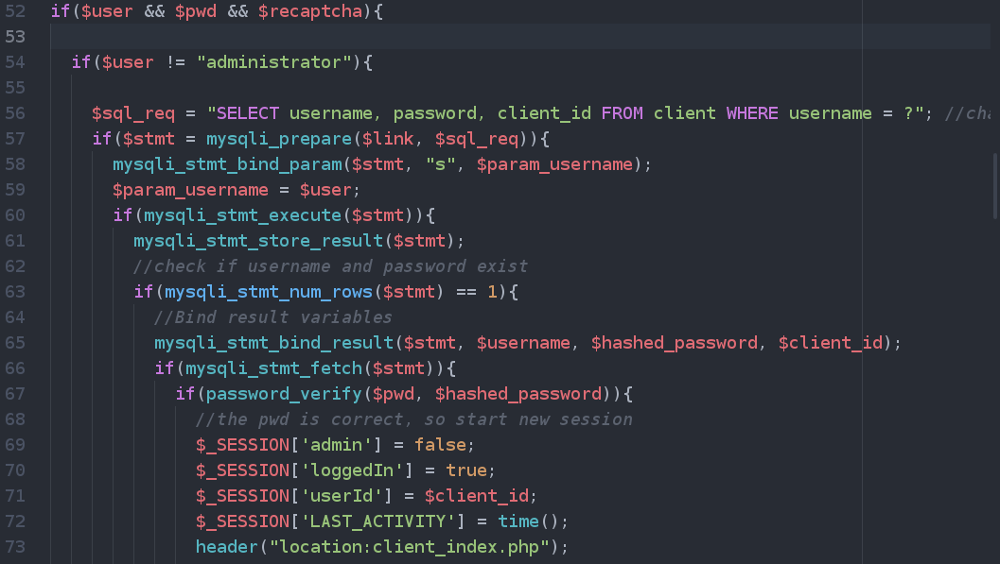 52 if($user && $pwd && $recaptcha){
53
54 if($user != "administrator"){
55
56 $sql_req = "SELECT username, password, client_id FROM client WHERE username = ?"; //cha
57 if($stmt = mysqli_prepare($link, $sql_req)){
58 mysqli_stmt_bind_param($stmt, "s", $param_username);
59 $param_username = $user;
60 if(mysqli_stmt_execute($stmt)){
61 mysqli_stmt_store_result($stmt);
62 //check if username and password exist
63 if(mysqli_stmt_num_rows($stmt) == 1){
64 //Bind result variables
65 mysqli_stmt_bind_result($stmt, $username, $hashed_password, $client_id);
66 if(mysqli_stmt_fetch($stmt)){
67 if(password_verify($pwd, $hashed_password)){
68 //the pwd is correct, so start new session
69 $_SESSION['admin'] = false;
70 $_SESSION['loggedIn'] = true;
71 $_SESSION['userId'] = $client_id;
72 $_SESSION['LAST_ACTIVITY'] = time();
73 header("location:client_index.php");